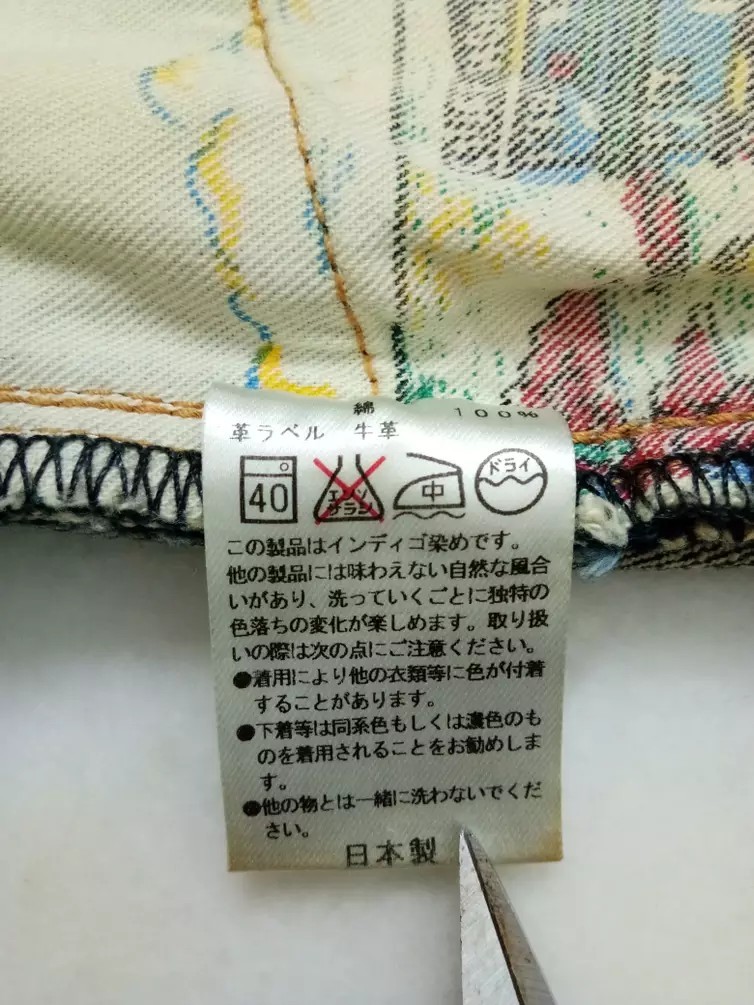 綿 100%
革ラベル 牛革
40 エンソサラシ 中 ドライ
この製品はインディゴ染めです。
他の製品には味わえない自然な風合
いがあり、洗っていくごとに独特の
色落ちの変化が楽しめます。取り扱
いの際は次の点にご注意ください。
●着用により他の衣類等に色が付着
することがあります。
●下着等は同系色もしくは濃色のも
のを着用されることをお勧めしま
す。
●他の物とは一緒に洗わないでくだ
さい。
日本製